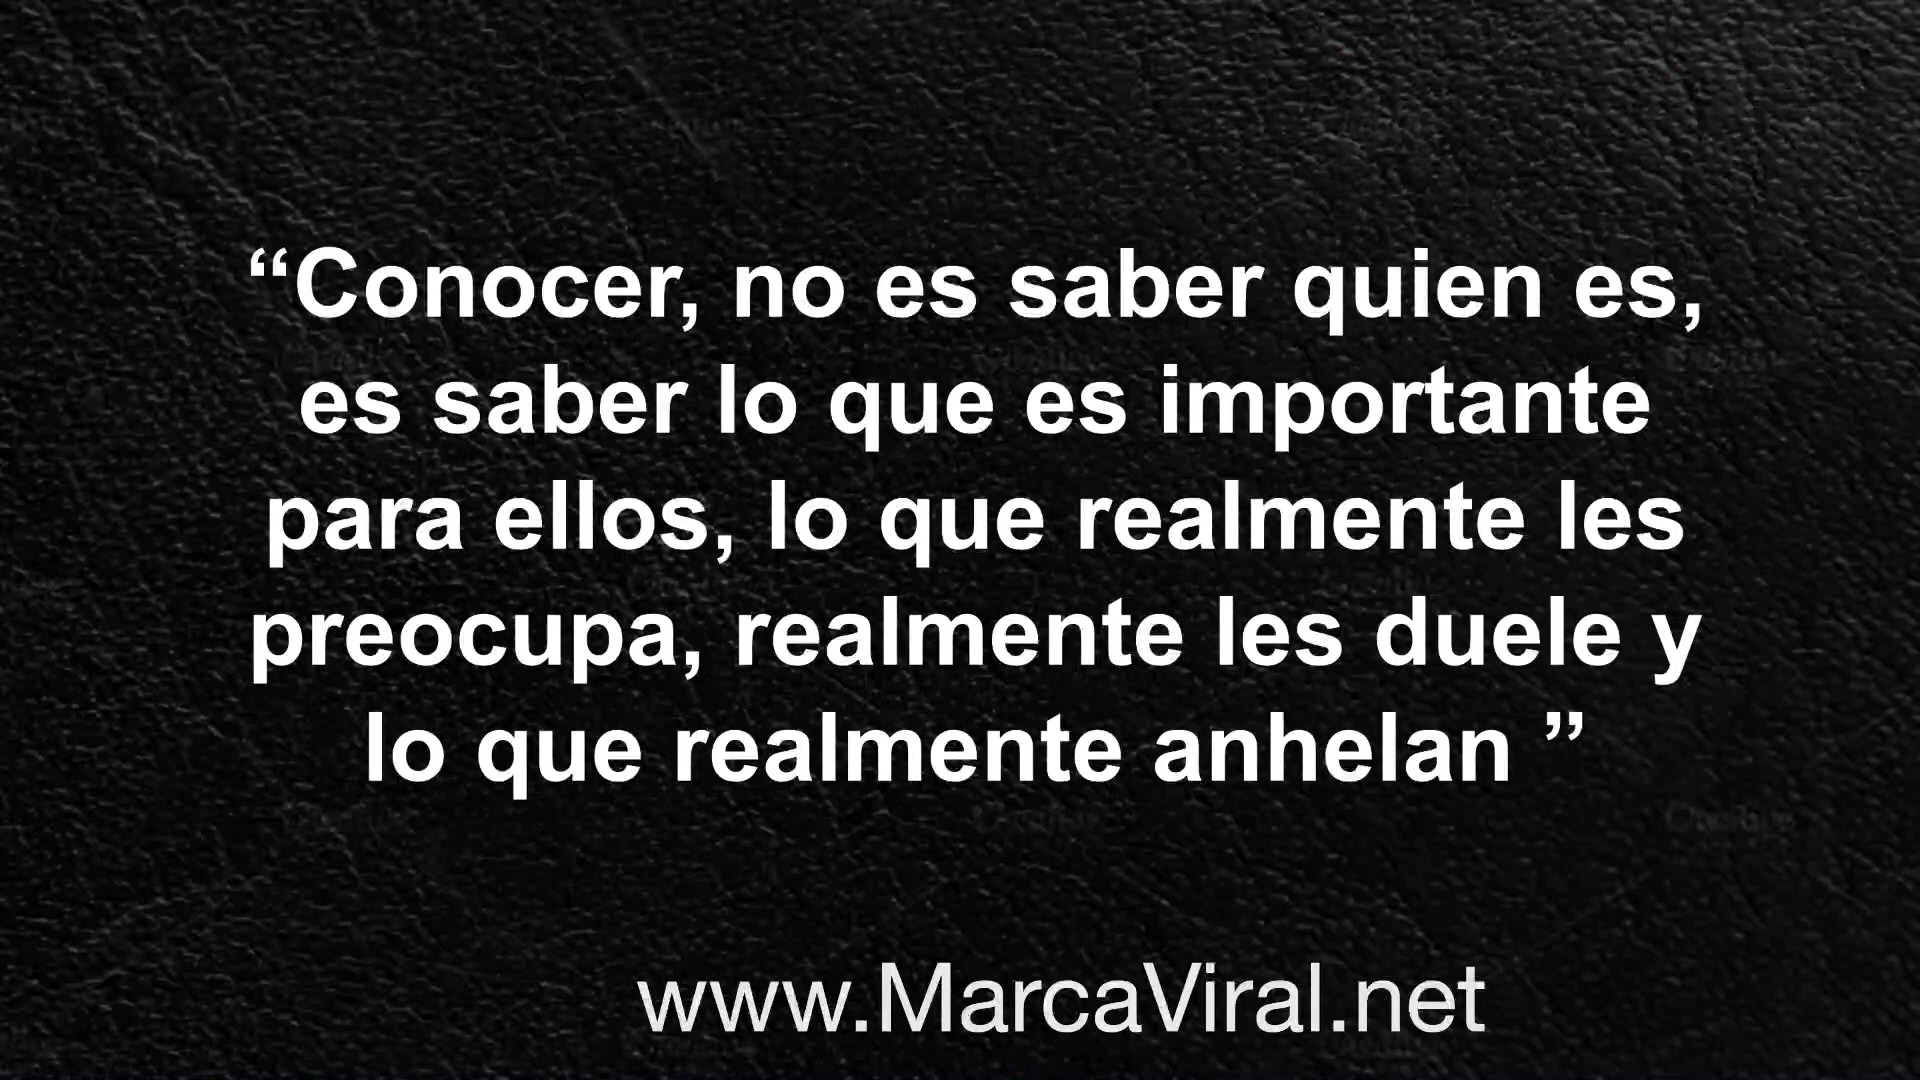 “Conocer, no es saber quien es,
es saber lo que es importante
para ellos, lo que realmente les
preocupa, realmente les duele y
lo que realmente anhelan ”
www.MarcaViral.net